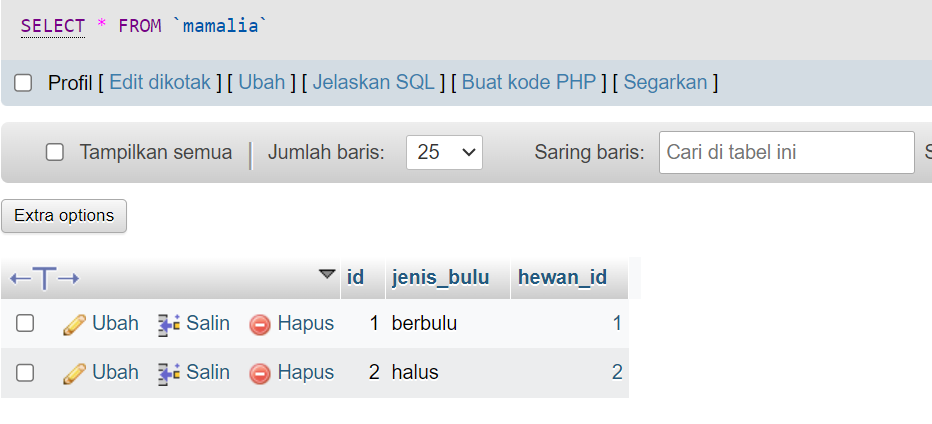 SELECT * FROM `mamalia`
Profil [ Edit dikotak ] [ Ubah ] [ Jelaskan SQL ] [ Buat kode PHP ] [ Segarkan ]
Tampilkan semua | Jumlah baris: 25 Saring baris: Cari di tabel ini
Extra options
←T→ id jenis_bulu hewan_id
Ubah Salin Hapus 1 berbulu 1
Ubah Salin Hapus 2 halus 2